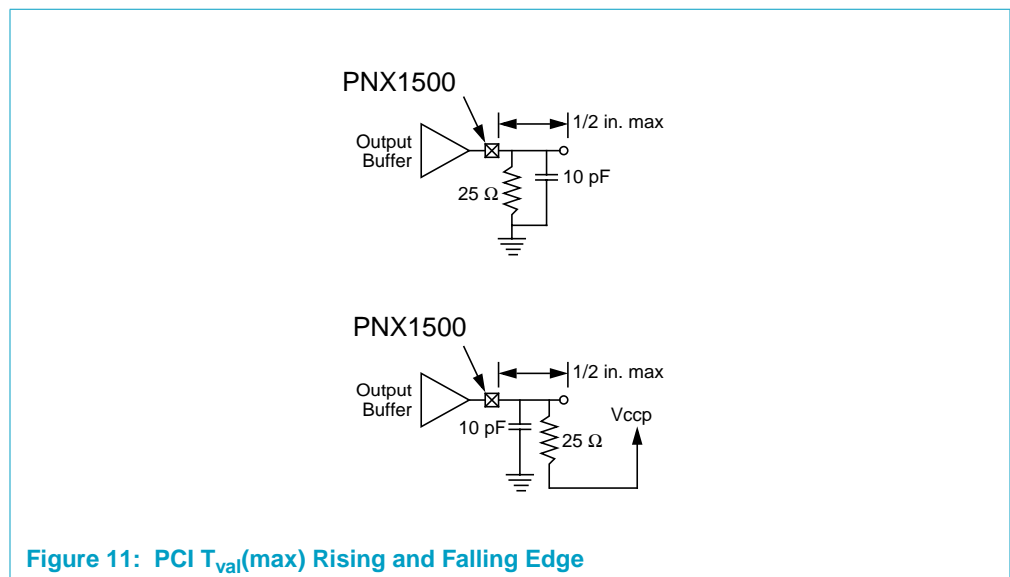 PNX1500
1/2 in. max
Output
Buffer
10 pF
25 Ω
PNX1500
1/2 in. max
Output
Buffer
Vccp
10 pF
25 Ω
Figure 11: PCI Tval(max) Rising and Falling Edge